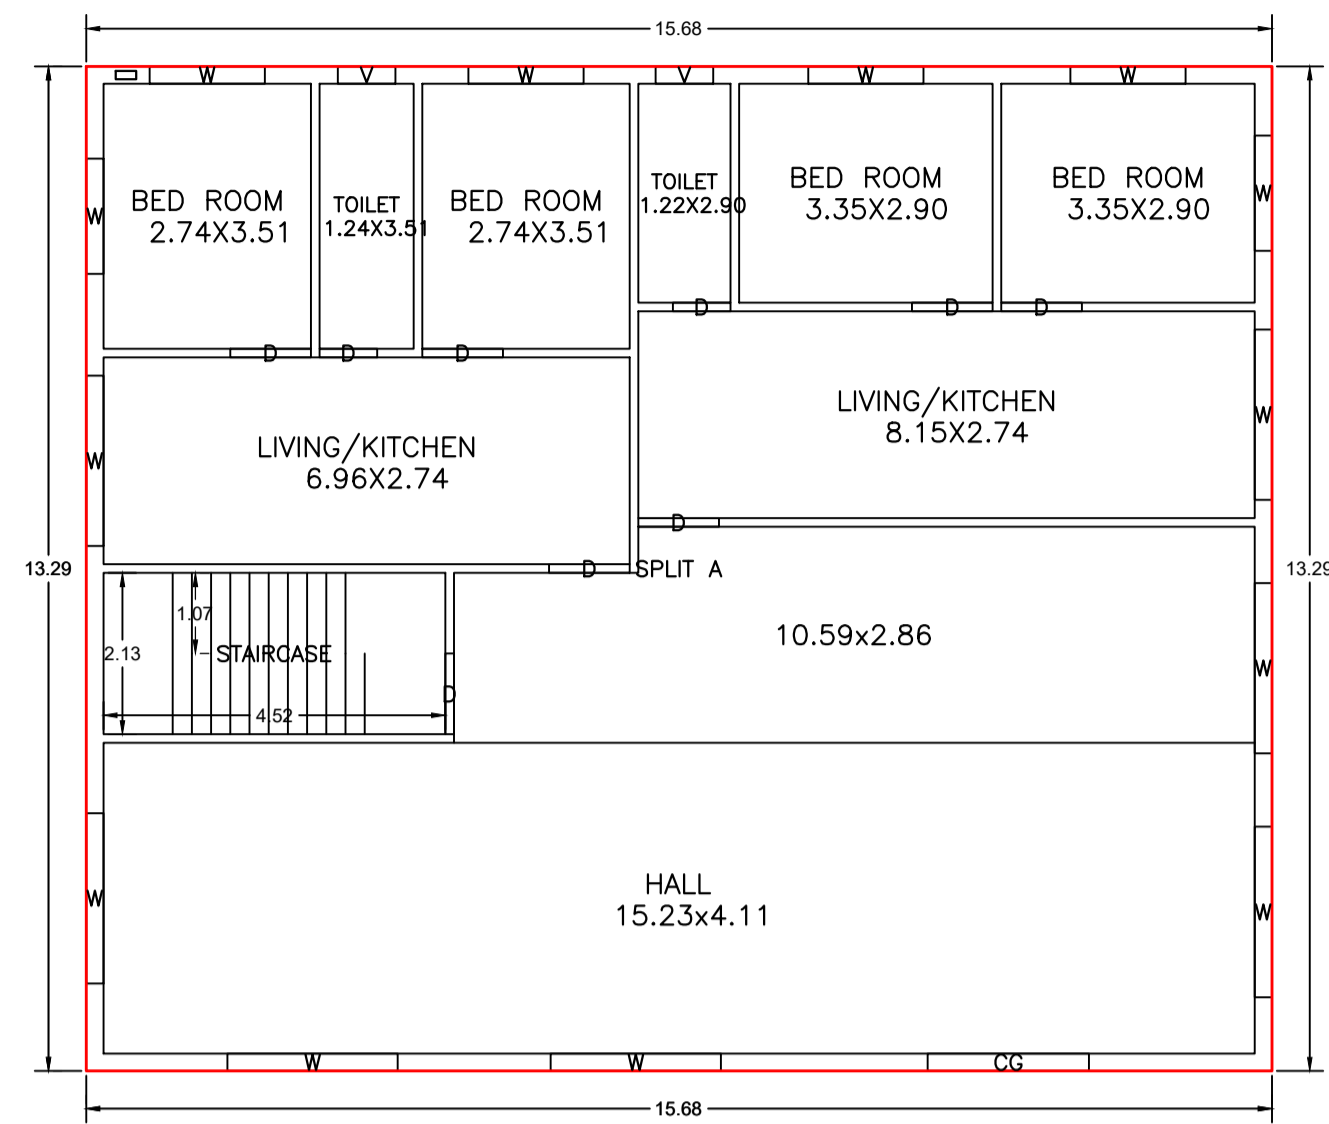 15.68
W
V
W
V
W
W
BED ROOM
2.74X3.51
TOILET
1.24X3.51
BED ROOM
2.74X3.51
TOILET
1.22X2.90
BED ROOM
3.35X2.90
BED ROOM
3.35X2.90
W
W
D
D
D
D
D
D
LIVING/KITCHEN
6.96X2.74
LIVING/KITCHEN
8.15X2.74
W
W
D
D
SPLIT A
13.29
13.29
1.07
2.13
STAIRCASE
4.52
D
10.59x2.86
W
HALL
15.23x4.11
W
W
W
W
CG
15.68